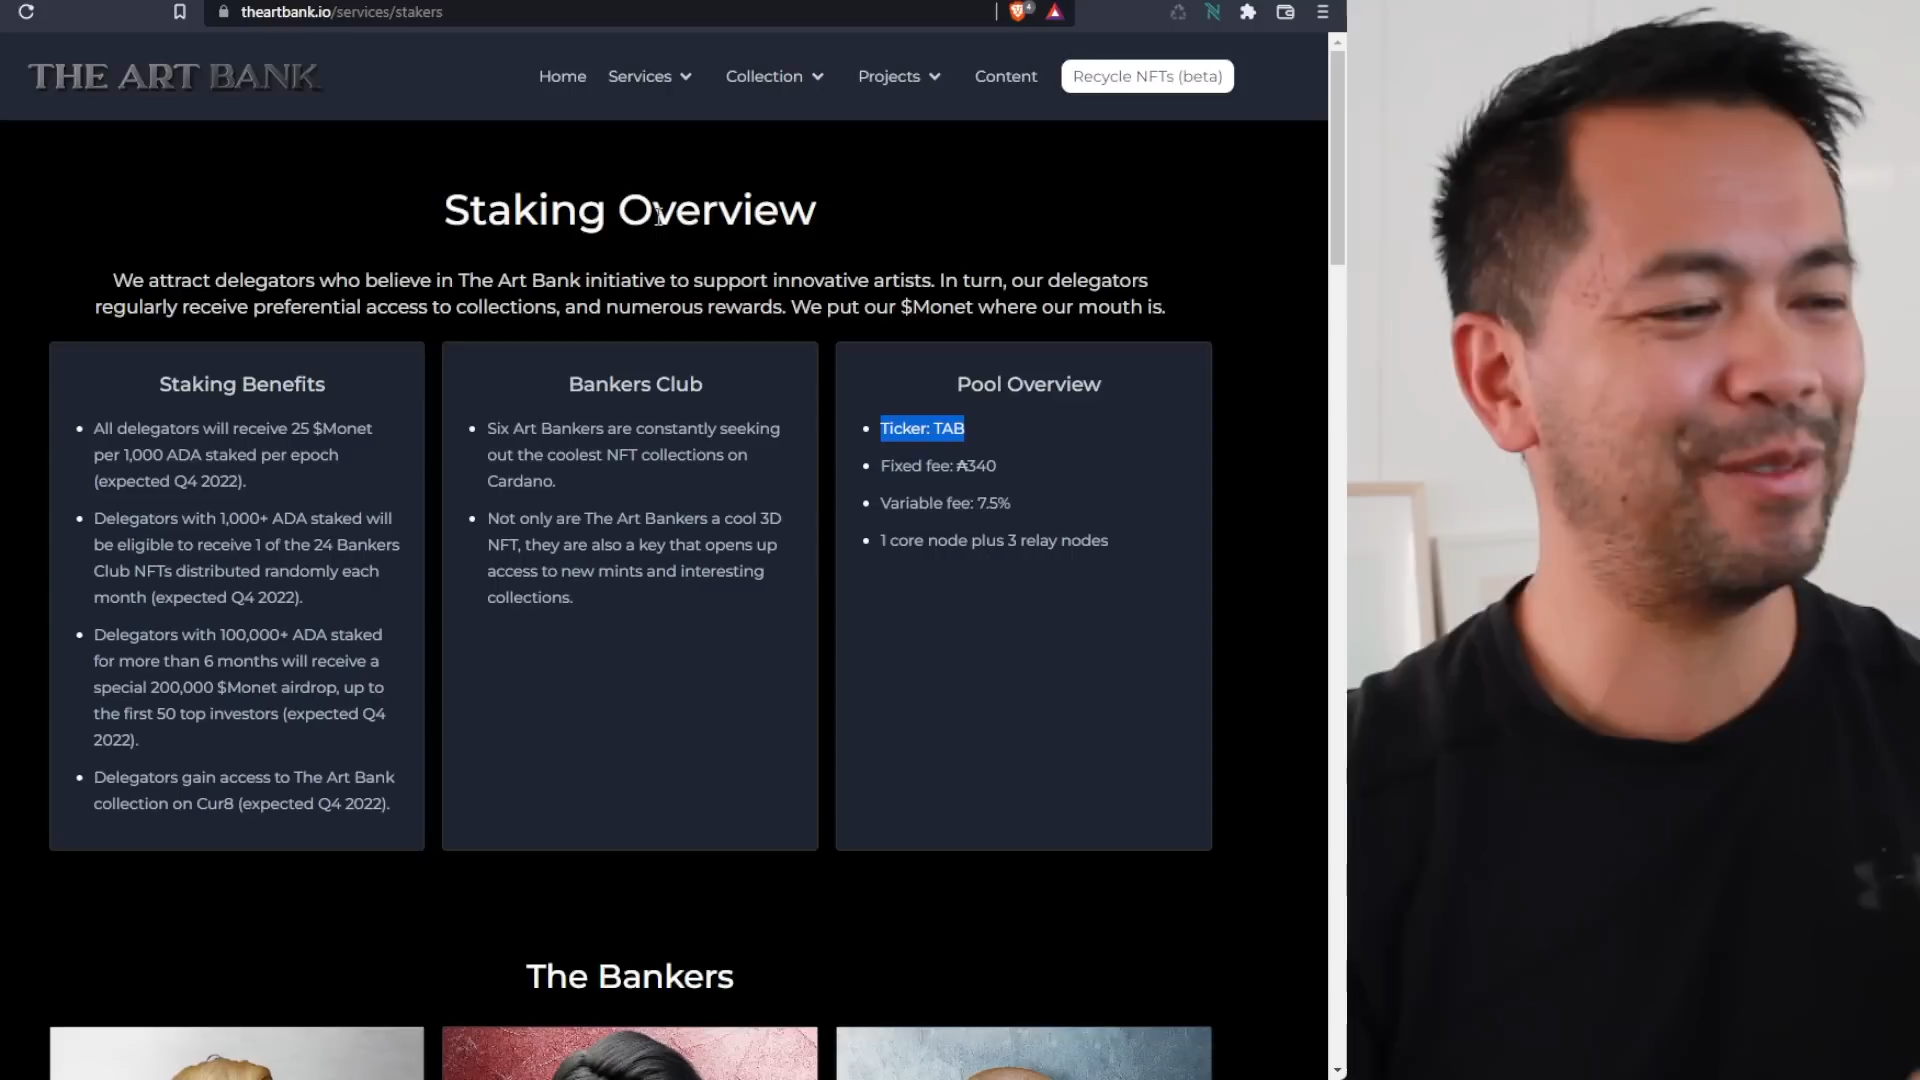 theartbank.io/services/stakers
4
THE ART BANK
Home
Services
Collection
Projects
Content
Recycle NFTs (beta)
Staking Overview
We attract delegators who believe in The Art Bank initiative to support innovative artists. In turn, our delegators
regularly receive preferential access to collections, and numerous rewards. We put our $Monet where our mouth is.
Staking Benefits
All delegators will receive 25 $Monet
per 1,000 ADA staked per epoch
(expected Q4 2022).
Delegators with 1,000+ ADA staked will
be eligible to receive 1 of the 24 Bankers
Club NFTs distributed randomly each
month (expected Q4 2022).
Delegators with 100,000+ ADA staked
for more than 6 months will receive a
special 200,000 $Monet airdrop, up to
the first 50 top investors (expected Q4
2022).
Delegators gain access to The Art Bank
collection on Cur8 (expected Q4 2022).
Bankers Club
Six Art Bankers are constantly seeking
out the coolest NFT collections on
Cardano.
Not only are The Art Bankers a cool 3D
NFT, they are also a key that opens up
access to new mints and interesting
collections.
Pool Overview
Ticker: TAB
Fixed fee: ₳340
Variable fee: 7.5%
1 core node plus 3 relay nodes
The Bankers